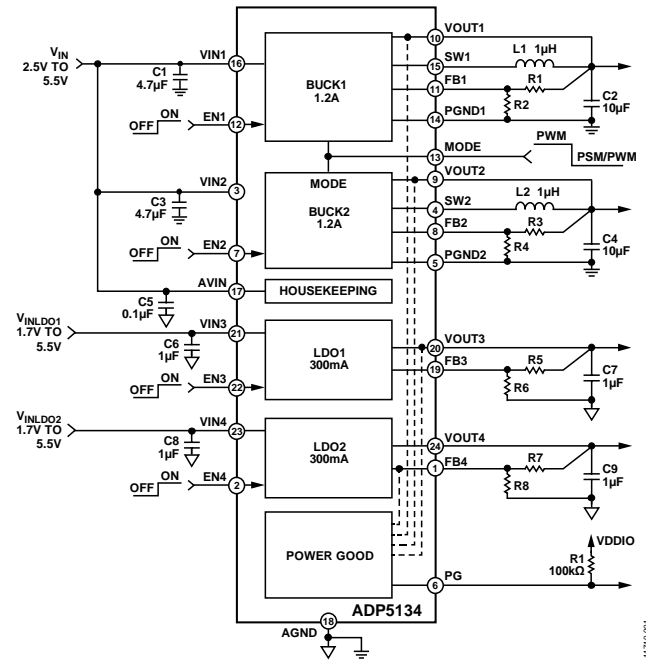 VIN
2.5V TO
5.5V
C1
4.7µF
VIN1
16
BUCK1
1.2A
OFF
ON
EN1
12
10
VOUT1
15
SW1
L1 1µH
11
FB1
R1
R2
14
PGND1
C2
10µF
13
MODE
PWM
PSM/PWM
VIN2
3
C3
4.7µF
MODE
BUCK2
1.2A
OFF
ON
EN2
7
9
VOUT2
4
SW2
L2 1µH
8
FB2
R3
R4
5
PGND2
C4
10µF
AVIN
17
HOUSEKEEPING
C5
0.1µF
VINLDO1
1.7V TO
5.5V
VIN3
21
C6
1µF
LDO1
300mA
OFF
ON
EN3
22
20
VOUT3
19
FB3
R5
R6
C7
1µF
VINLDO2
1.7V TO
5.5V
VIN4
23
C8
1µF
LDO2
300mA
OFF
ON
EN4
2
24
VOUT4
1
FB4
R7
R8
C9
1µF
POWER GOOD
VDDIO
R1
100kΩ
6
PG
ADP5134
18
AGND